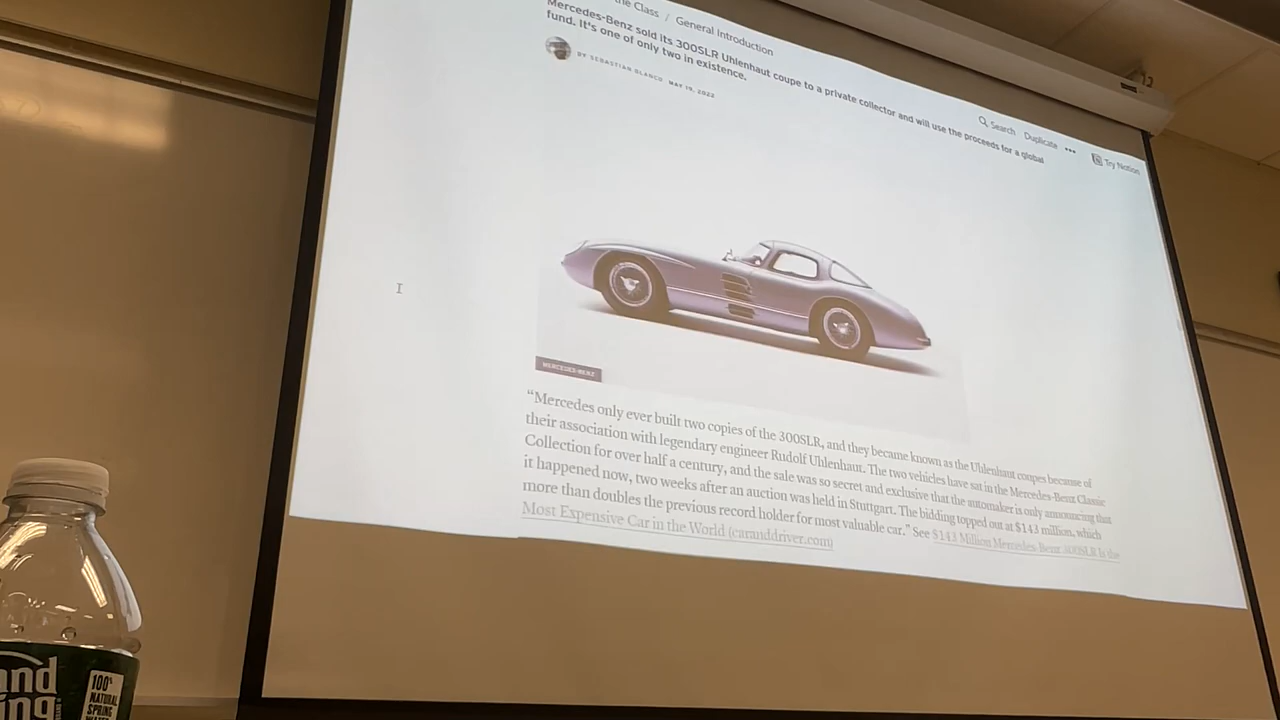 the Class / General Introduction
Mercedes-Benz sold its 300SLR Uhlenhaut coupe to a private collector and will use the proceeds for a global
fund. It's one of only two in existence.
BY SEBASTIAN BLANCO MAY 19, 2022
Search Duplicate ••• Try Notion
MERCEDES-BENZ
“Mercedes only ever built two copies of the 300SLR, and they became known as the Uhlenhaut coupes because of
their association with legendary engineer Rudolf Uhlenhaut. The two vehicles have sat in the Mercedes-Benz Classic
Collection for over half a century, and the sale was so secret and exclusive that the automaker is only announcing that
it happened now, two weeks after an auction was held in Stuttgart. The bidding topped out at $143 million, which
more than doubles the previous record holder for most valuable car.” See $143 Million Mercedes-Benz 300SLR Is the
Most Expensive Car in the World (caranddriver.com)
and
ing
100%
NATURAL
SPRING
WATER